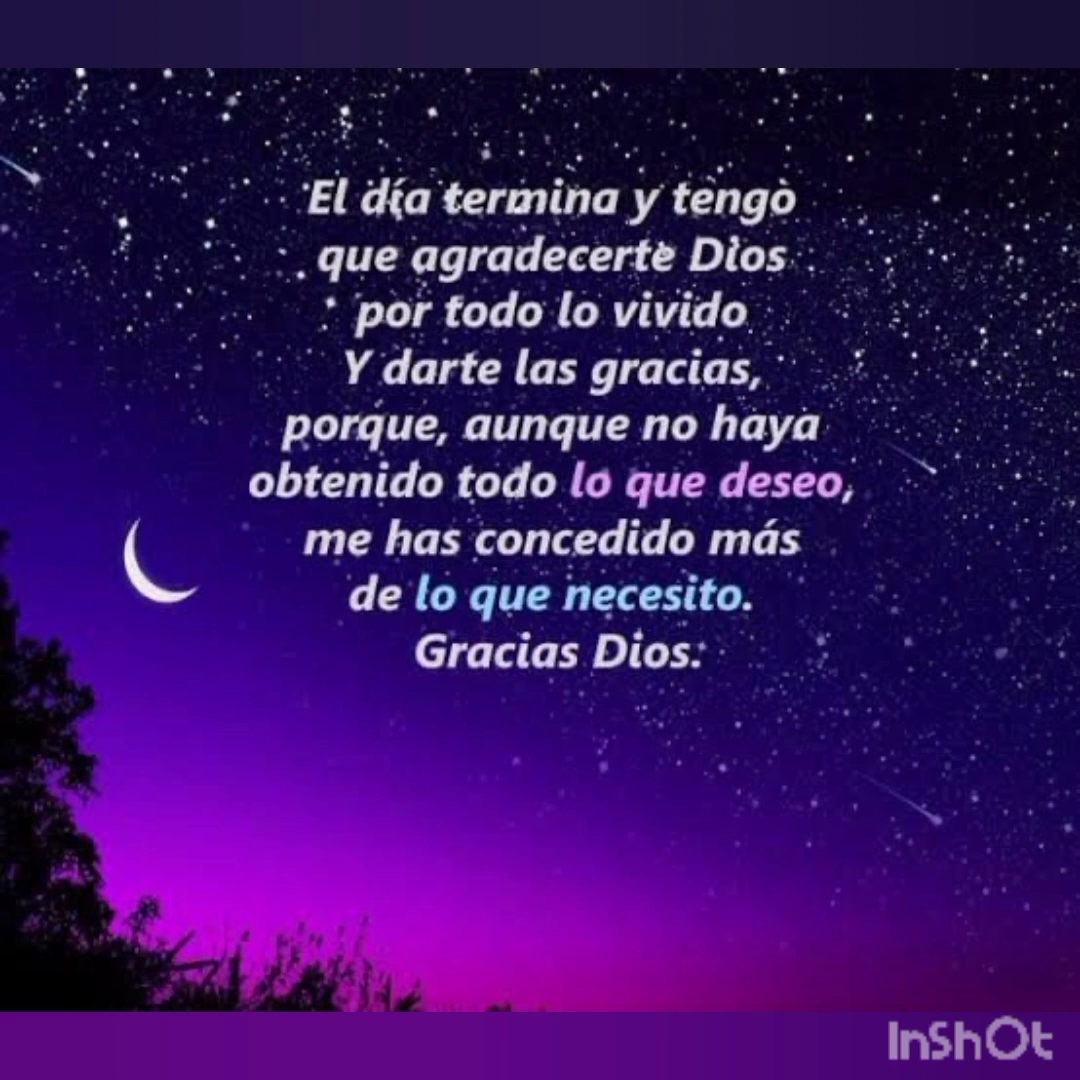 El día termina y tengo
que agradecerte Dios
por todo lo vivido
Y darte las gracias,
porque, aunque no haya
obtenido todo lo que deseo,
me has concedido más
de lo que necesito.
Gracias Dios.
InShOt